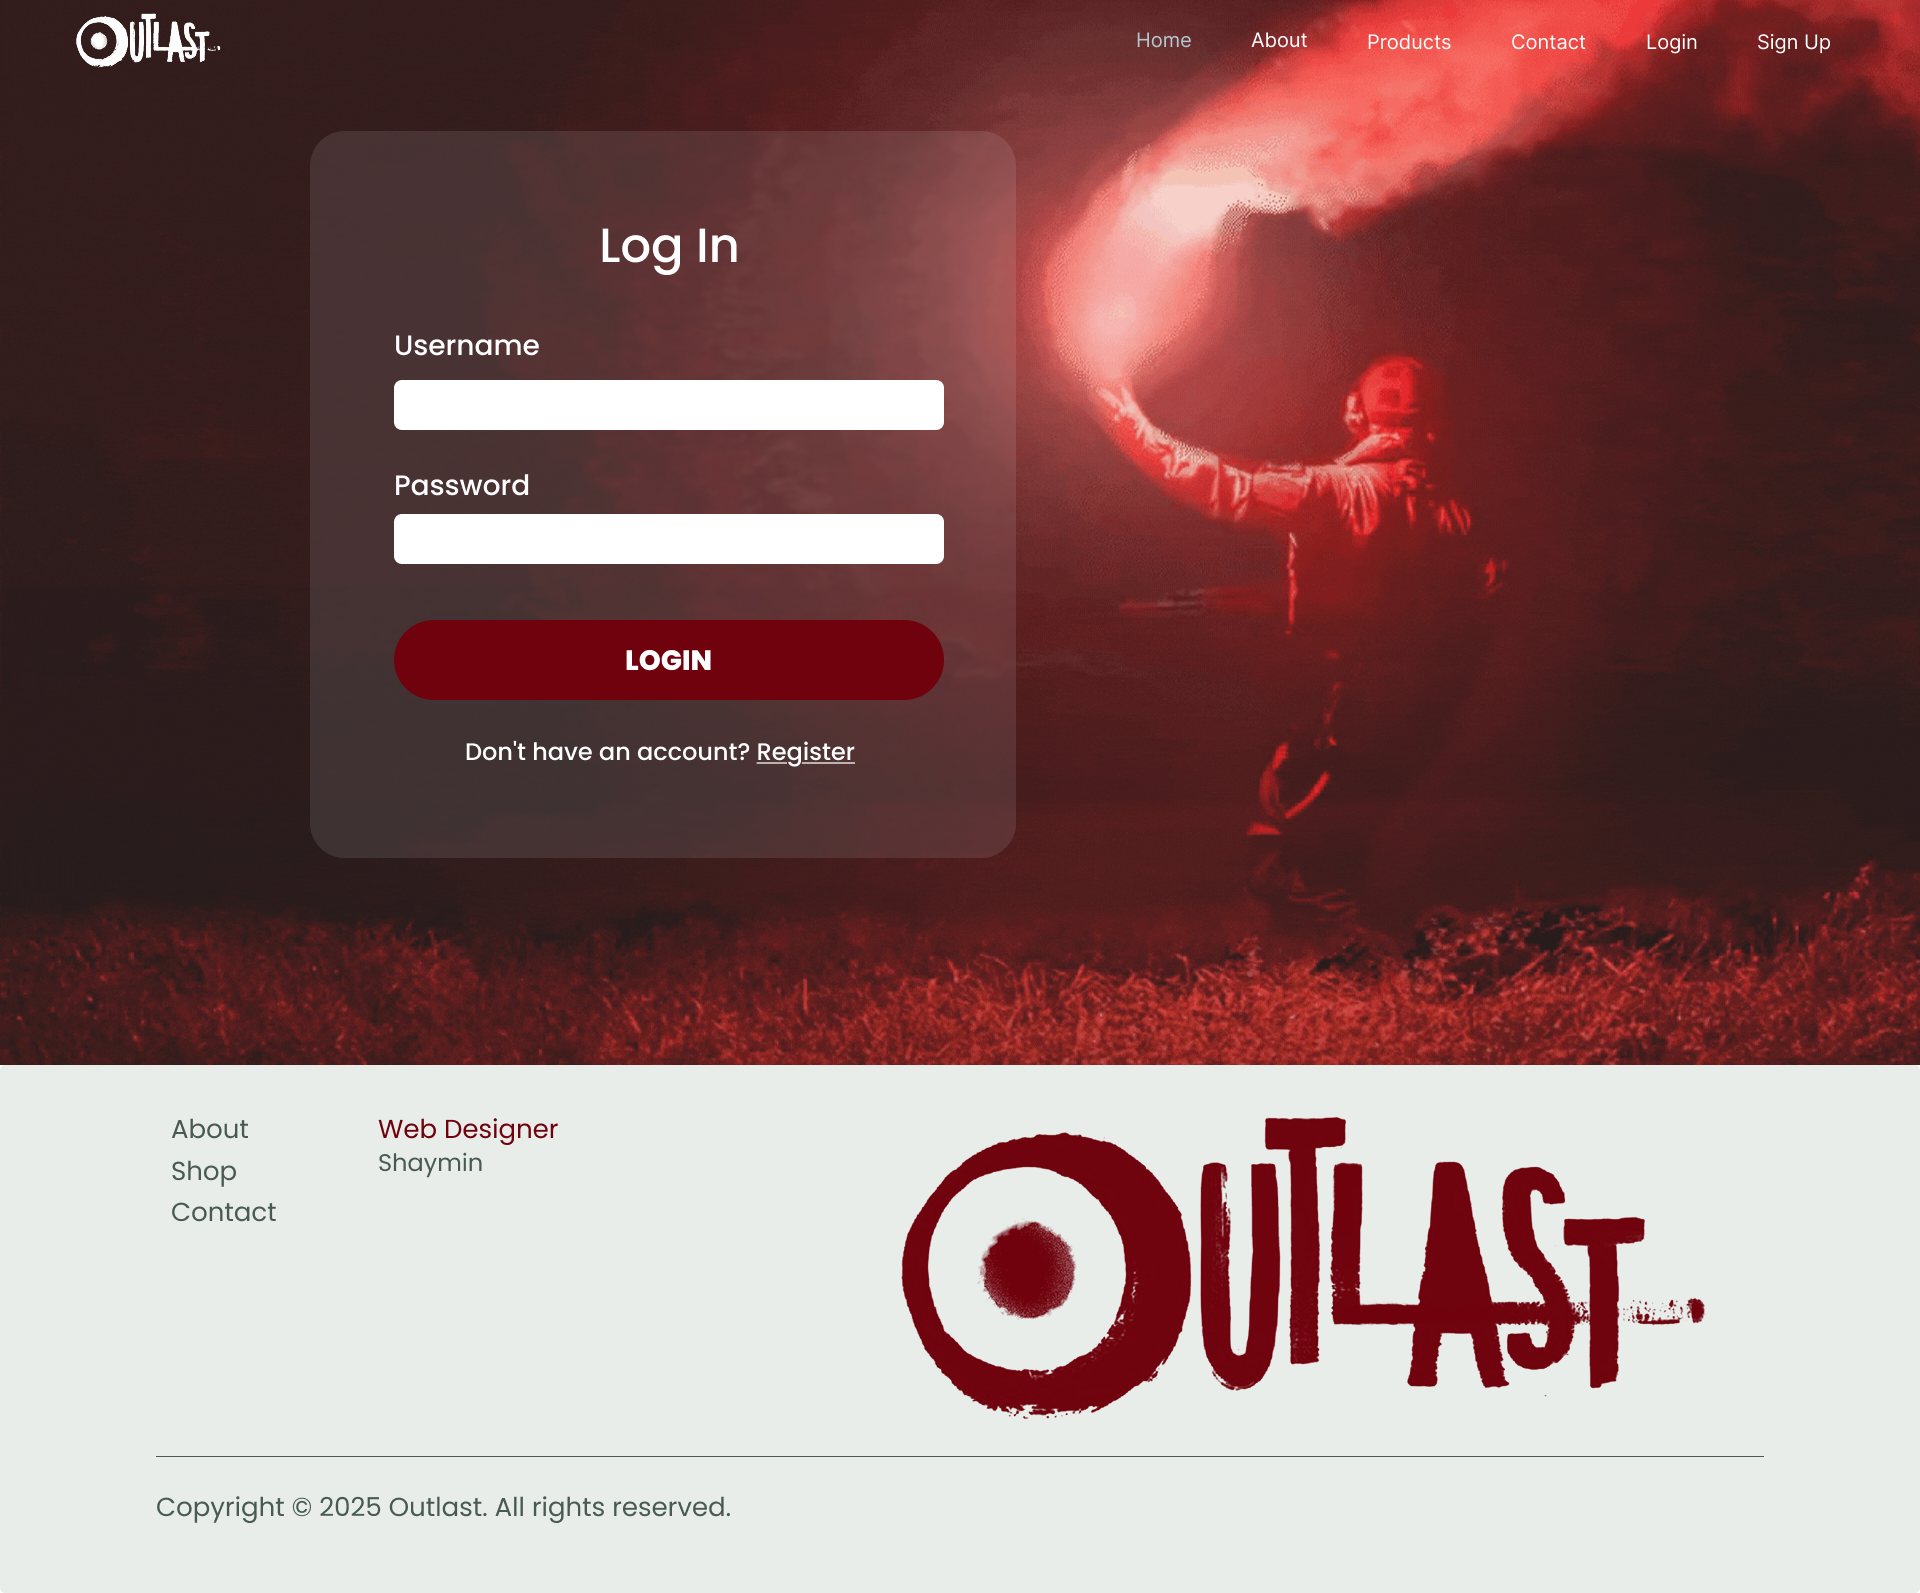 OUTLAST
Home
About
Products
Contact
Login
Sign Up
Log In
Username
Password
LOGIN
Don't have an account? Register
About
Shop
Contact
Web Designer
Shaymin
OUTLAST
Copyright © 2025 Outlast. All rights reserved.